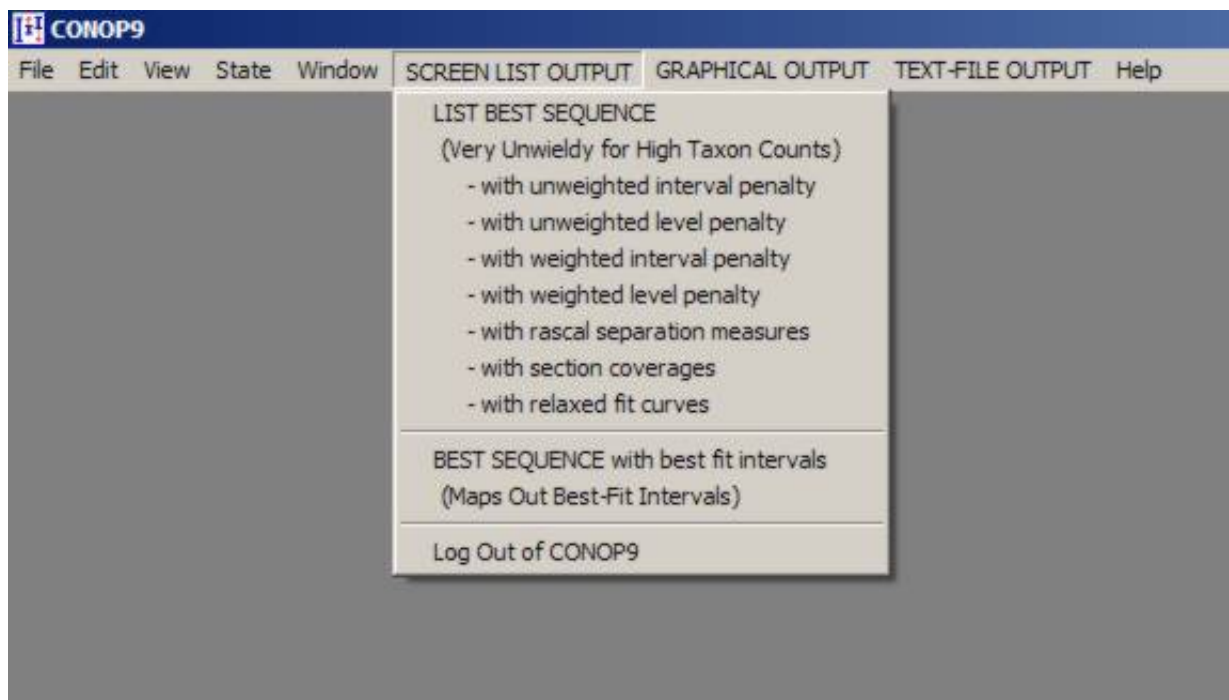 CONOP9
File Edit View State Window SCREEN LIST OUTPUT GRAPHICAL OUTPUT TEXT-FILE OUTPUT Help
LIST BEST SEQUENCE
(Very Unwieldy for High Taxon Counts)
- with unweighted interval penalty
- with unweighted level penalty
- with weighted interval penalty
- with weighted level penalty
- with rascal separation measures
- with section coverages
- with relaxed fit curves
BEST SEQUENCE with best fit intervals
(Maps Out Best-Fit Intervals)
Log Out of CONOP9